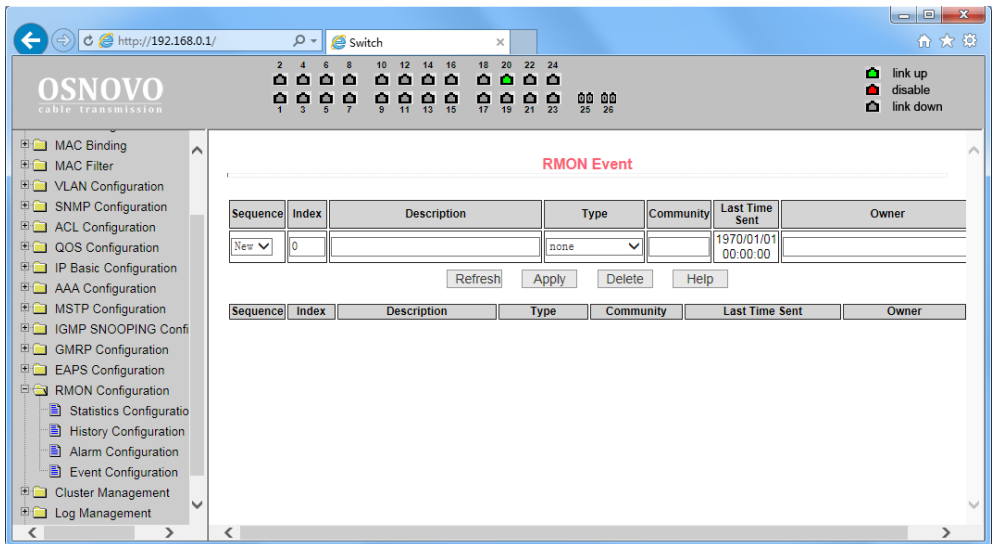 http://192.168.0.1/
Switch
OSNOVO
cable transmission
2 4 6 8 10 12 14 16 18 20 22 24
1 3 5 7 9 11 13 15 17 19 21 23 25 26
link up
disable
link down
MAC Binding
MAC Filter
VLAN Configuration
SNMP Configuration
ACL Configuration
QOS Configuration
IP Basic Configuration
AAA Configuration
MSTP Configuration
IGMP SNOOPING Confi
GMRP Configuration
EAPS Configuration
RMON Configuration
Statistics Configuratio
History Configuration
Alarm Configuration
Event Configuration
Cluster Management
Log Management
RMON Event
Sequence Index Description Type Community Last Time Sent Owner
New 0 none 1970/01/01 00:00:00
Refresh Apply Delete Help
Sequence Index Description Type Community Last Time Sent Owner